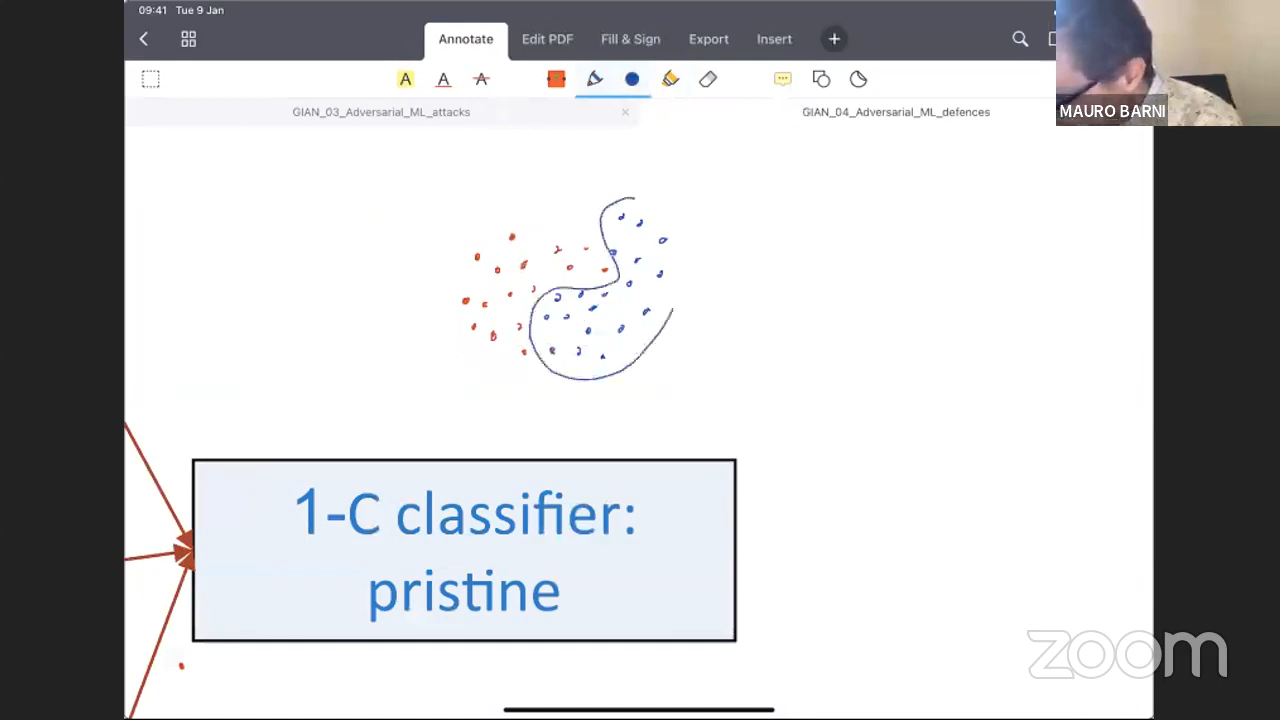 09:41 Tue 9 Jan
Annotate Edit PDF Fill & Sign Export Insert
A A A
GIAN_03_Adversarial_ML_attacks
GIAN_04_Adversarial_ML_defences
MAURO BARNI
1-C classifier:
pristine
zoom